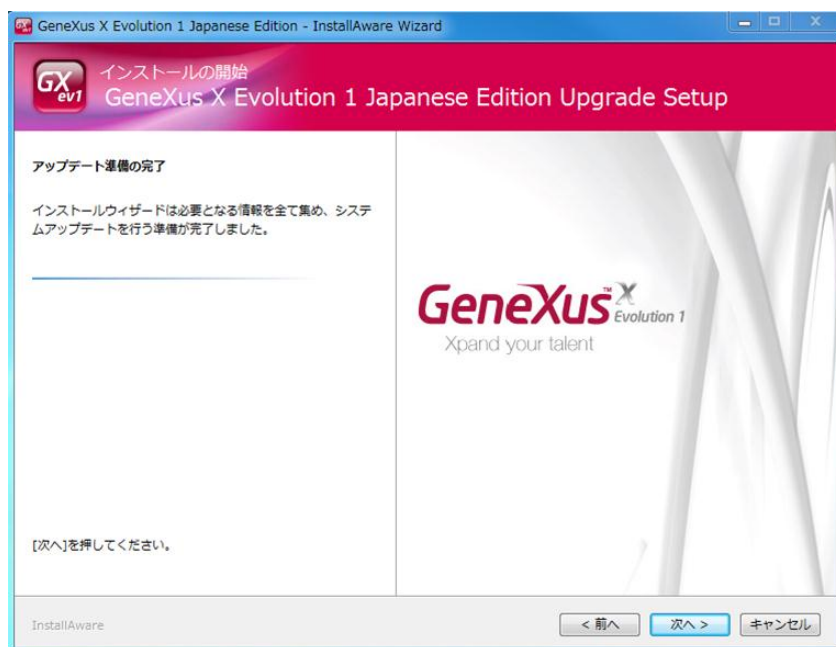 GeneXus X Evolution 1 Japanese Edition - InstallAware Wizard
GX
ev1
インストールの開始
GeneXus X Evolution 1 Japanese Edition Upgrade Setup
アップデート準備の完了
インストールウィザードは必要となる情報を全て集め、システ
ムアップデートを行う準備が完了しました。
GeneXus™ X
Evolution 1
Xpand your talent
[次へ]を押してください。
InstallAware
< 前へ
次へ >
キャンセル